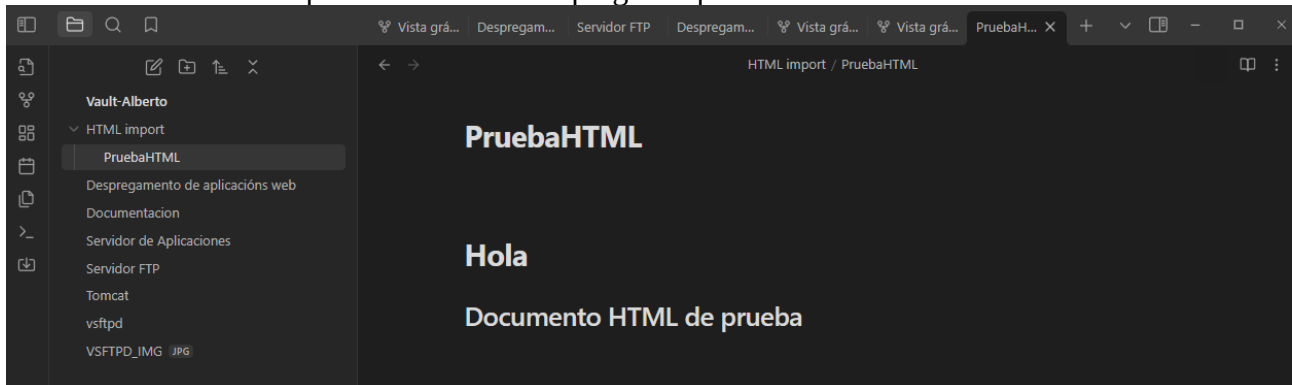 Vista grá... Despregam... Servidor FTP Despregam... Vista grá... Vista grá... PruebaH...
HTML import / PruebaHTML
Vault-Alberto
HTML import
PruebaHTML
Despregamento de aplicacións web
Documentacion
Servidor de Aplicaciones
Servidor FTP
Tomcat
vsftpd
VSFTPD_IMG JPG
PruebaHTML
Hola
Documento HTML de prueba